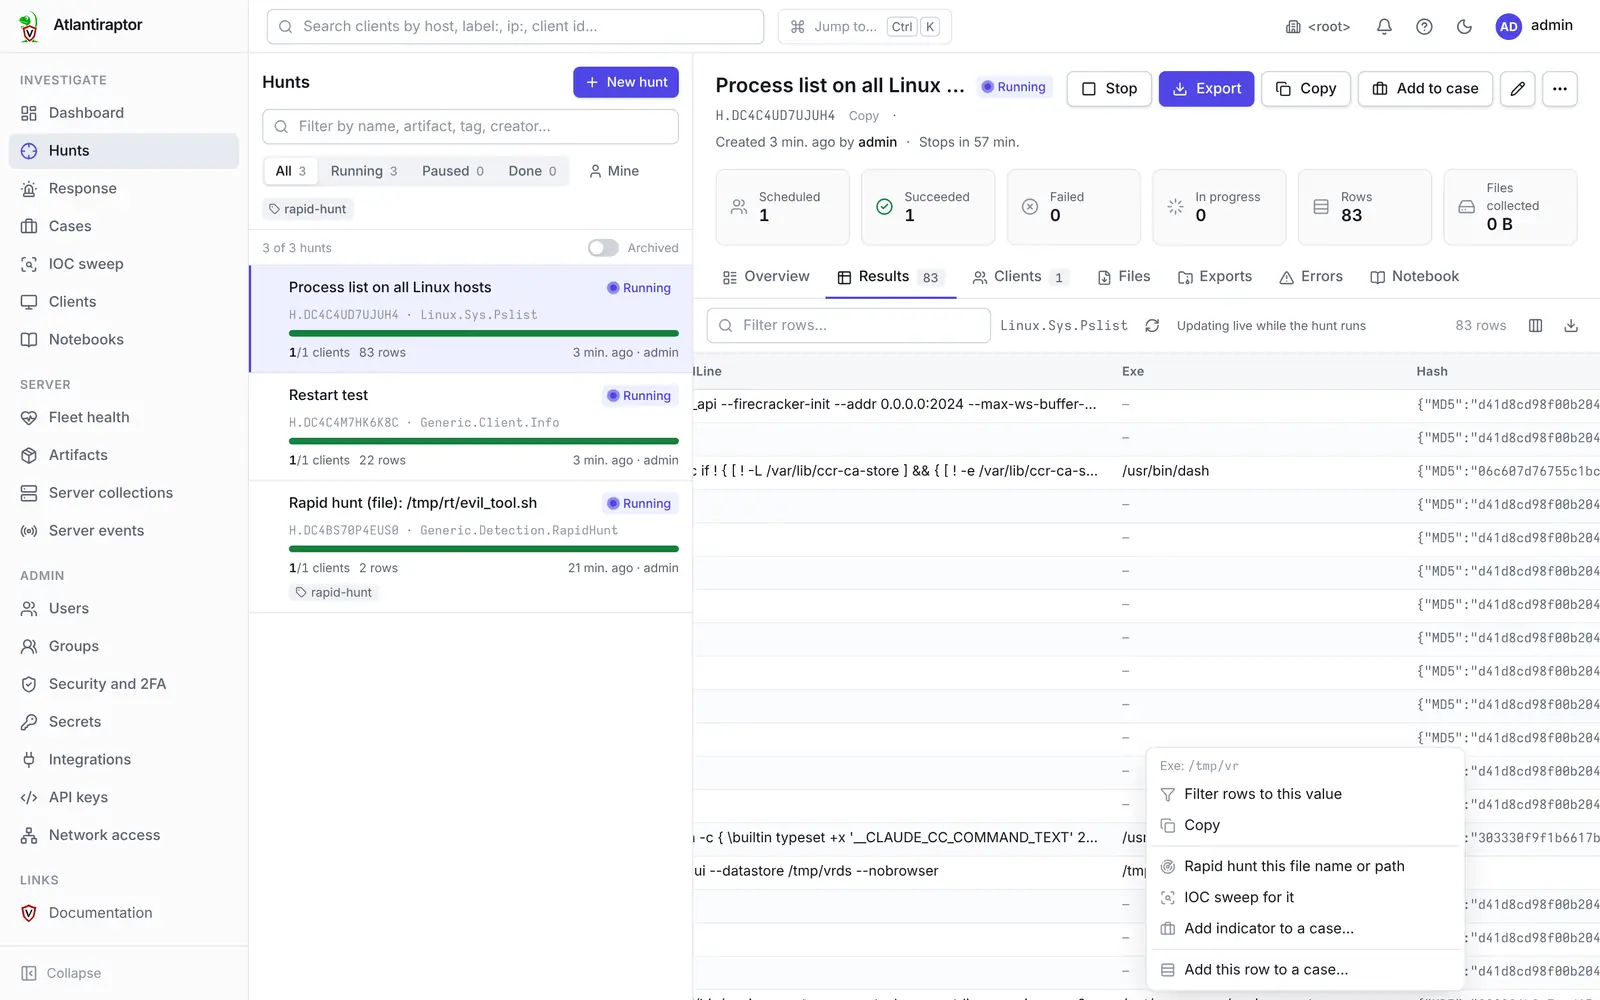 Atlantiraptor
Search clients by host, label:, ip:, client id...
Jump to... Ctrl K
<root>
AD admin
INVESTIGATE
Dashboard
Hunts
Response
Cases
IOC sweep
Clients
Notebooks
SERVER
Fleet health
Artifacts
Server collections
Server events
ADMIN
Users
Groups
Security and 2FA
Secrets
Integrations
API keys
Network access
LINKS
Documentation
Collapse
Hunts
New hunt
Filter by name, artifact, tag, creator...
All 3 Running 3 Paused 0 Done 0 Mine
rapid-hunt
3 of 3 hunts Archived
Process list on all Linux hosts Running
H.DC4C4UD7UJUH4 · Linux.Sys.Pslist
1/1 clients 83 rows 3 min. ago · admin
Restart test Running
H.DC4C4M7HK6K8C · Generic.Client.Info
1/1 clients 22 rows 3 min. ago · admin
Rapid hunt (file): /tmp/rt/evil_tool.sh Running
H.DC4BS70P4EUS0 · Generic.Detection.RapidHunt
1/1 clients 2 rows 21 min. ago · admin
rapid-hunt
Process list on all Linux ... Running Stop Export Copy Add to case
H.DC4C4UD7UJUH4 Copy ·
Created 3 min. ago by admin · Stops in 57 min.
Scheduled 1
Succeeded 1
Failed 0
In progress 0
Rows 83
Files collected 0 B
Overview Results 83 Clients 1 Files Exports Errors Notebook
Filter rows... Linux.Sys.Pslist Updating live while the hunt runs 83 rows
Line Exe Hash
_api --firecracker-init --addr 0.0.0.0:2024 --max-ws-buffer-... – {"MD5":"d41d8cd98f00b204
– {"MD5":"d41d8cd98f00b204
c if ! { [ ! -L /var/lib/ccr-ca-store ] && { [ ! -e /var/lib/ccr-ca-s... /usr/bin/dash {"MD5":"06c607d76755c1bc
– {"MD5":"d41d8cd98f00b204
– {"MD5":"d41d8cd98f00b204
– {"MD5":"d41d8cd98f00b204
– {"MD5":"d41d8cd98f00b204
– {"MD5":"d41d8cd98f00b204
– {"MD5":"d41d8cd98f00b204
– {"MD5":"d41d8cd98f00b204
– {"MD5":"d41d8cd98f00b204
– :"d41d8cd98f00b204
– :"d41d8cd98f00b204
-c { \builtin typeset +x '__CLAUDE_CC_COMMAND_TEXT' 2... /usr :"303330f9f1b6617b
ui --datastore /tmp/vrds --nobrowser /tmp
– :"d41d8cd98f00b204
– :"d41d8cd98f00b204
– :"d41d8cd98f00b204
Exe: /tmp/vr
Filter rows to this value
Copy
Rapid hunt this file name or path
IOC sweep for it
Add indicator to a case...
Add this row to a case...